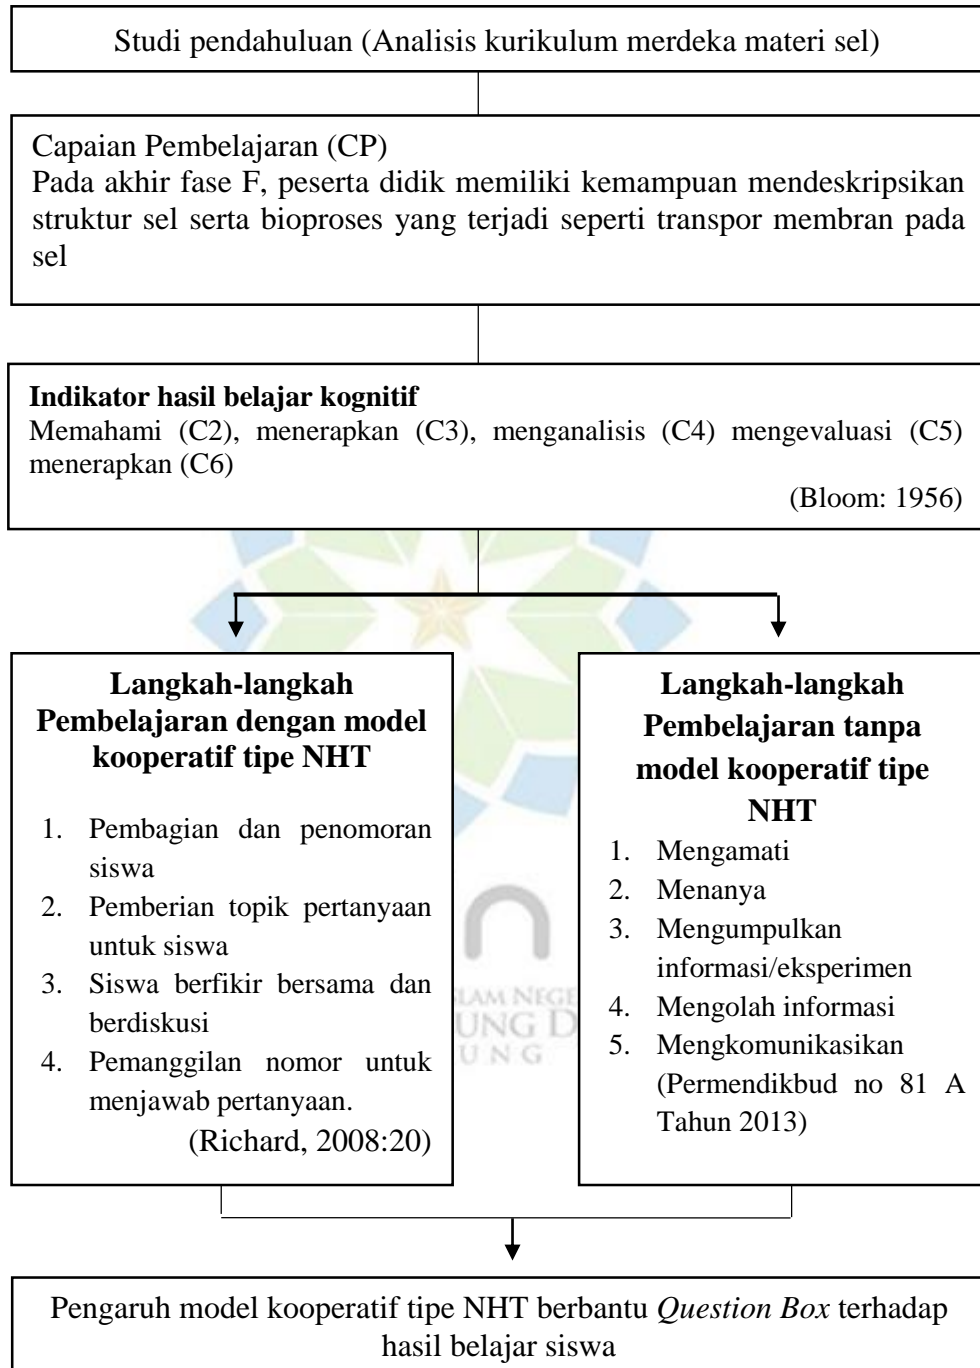 Studi pendahuluan (Analisis kurikulum merdeka materi sel)
Capaian Pembelajaran (CP)
Pada akhir fase F, peserta didik memiliki kemampuan mendeskripsikan
struktur sel serta bioproses yang terjadi seperti transpor membran pada
sel
Indikator hasil belajar kognitif
Memahami (C2), menerapkan (C3), menganalisis (C4) mengevaluasi (C5)
menerapkan (C6)
(Bloom: 1956)
Langkah-langkah
Pembelajaran dengan model
kooperatif tipe NHT
1. Pembagian dan penomoran
siswa
2. Pemberian topik pertanyaan
untuk siswa
3. Siswa berfikir bersama dan
berdiskusi
4. Pemanggilan nomor untuk
menjawab pertanyaan.
(Richard, 2008:20)
Langkah-langkah
Pembelajaran tanpa
model kooperatif tipe
NHT
1. Mengamati
2. Menanya
3. Mengumpulkan
informasi/eksperimen
4. Mengolah informasi
5. Mengkomunikasikan
(Permendikbud no 81 A
Tahun 2013)
SLAM NEGE
UNG D
U N G
Pengaruh model kooperatif tipe NHT berbantu Question Box terhadap
hasil belajar siswa